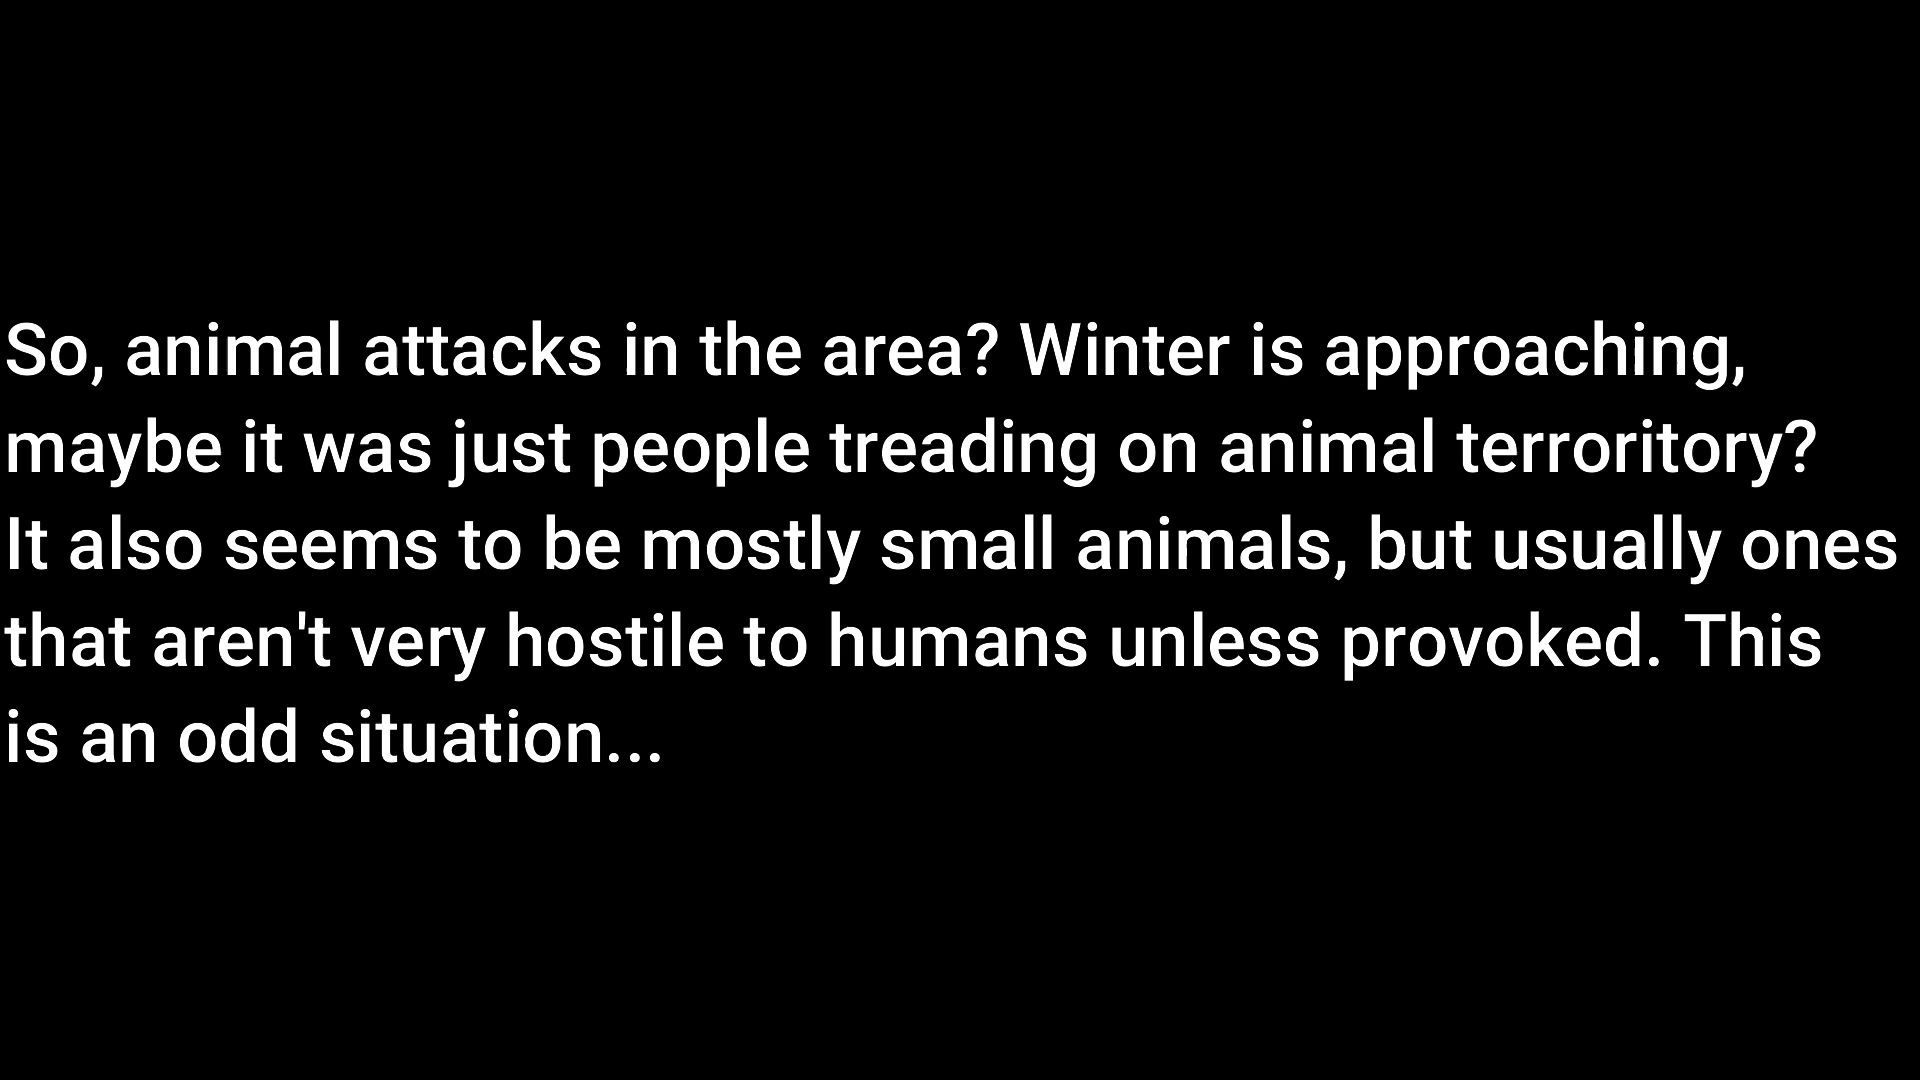 So, animal attacks in the area? Winter is approaching,
maybe it was just people treading on animal terroritory?
It also seems to be mostly small animals, but usually ones
that aren't very hostile to humans unless provoked. This
is an odd situation...